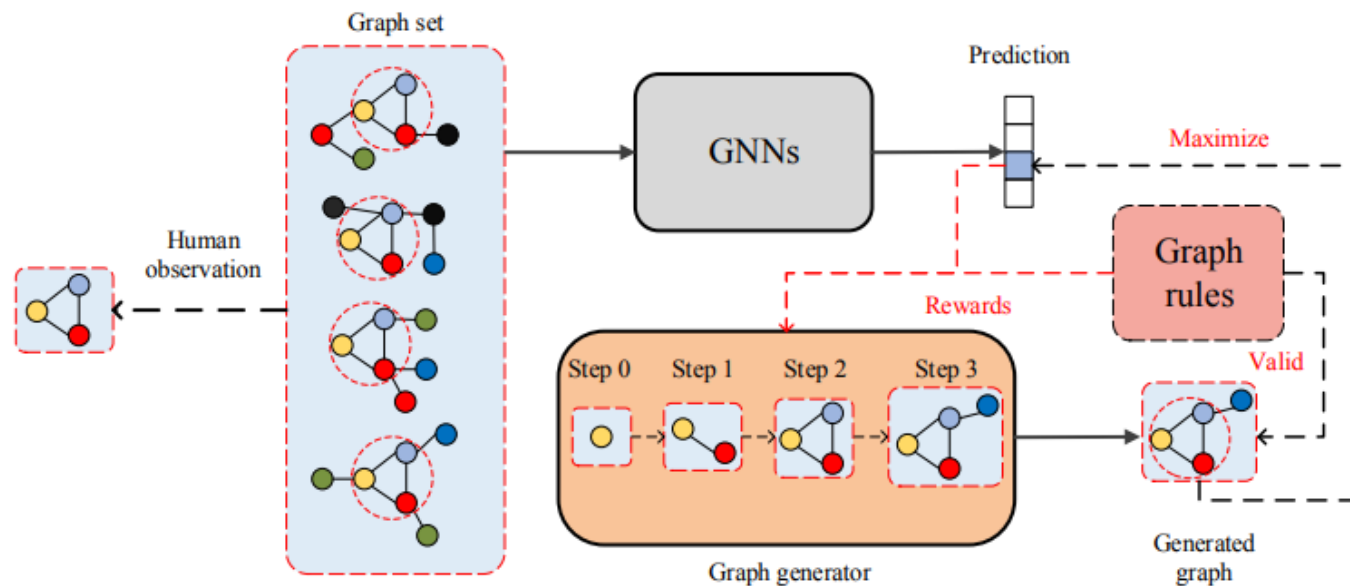 Graph set
Prediction
GNNs
Maximize
Human
observation
Graph
rules
Rewards
Valid
Step 0
Step 1
Step 2
Step 3
Graph generator
Generated
graph